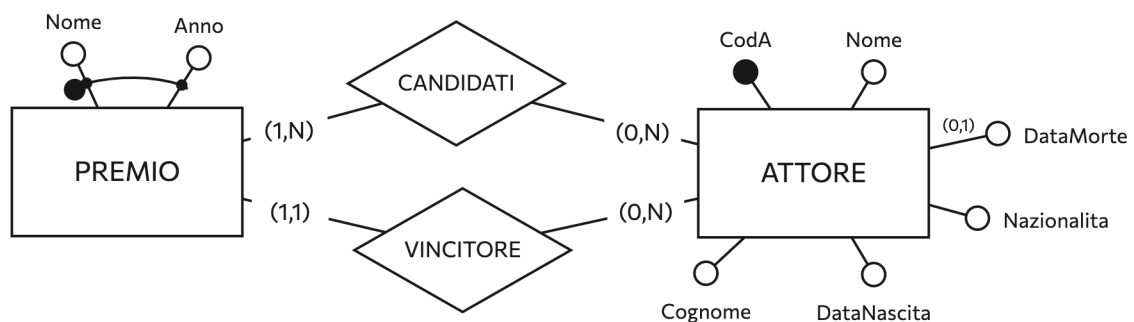 Nome
Anno
CodA
Nome
CANDIDATI
(1,N)
(0,N)
(0,1)
DataMorte
PREMIO
ATTORE
(1,1)
(0,N)
Nazionalita
VINCITORE
Cognome
DataNascita